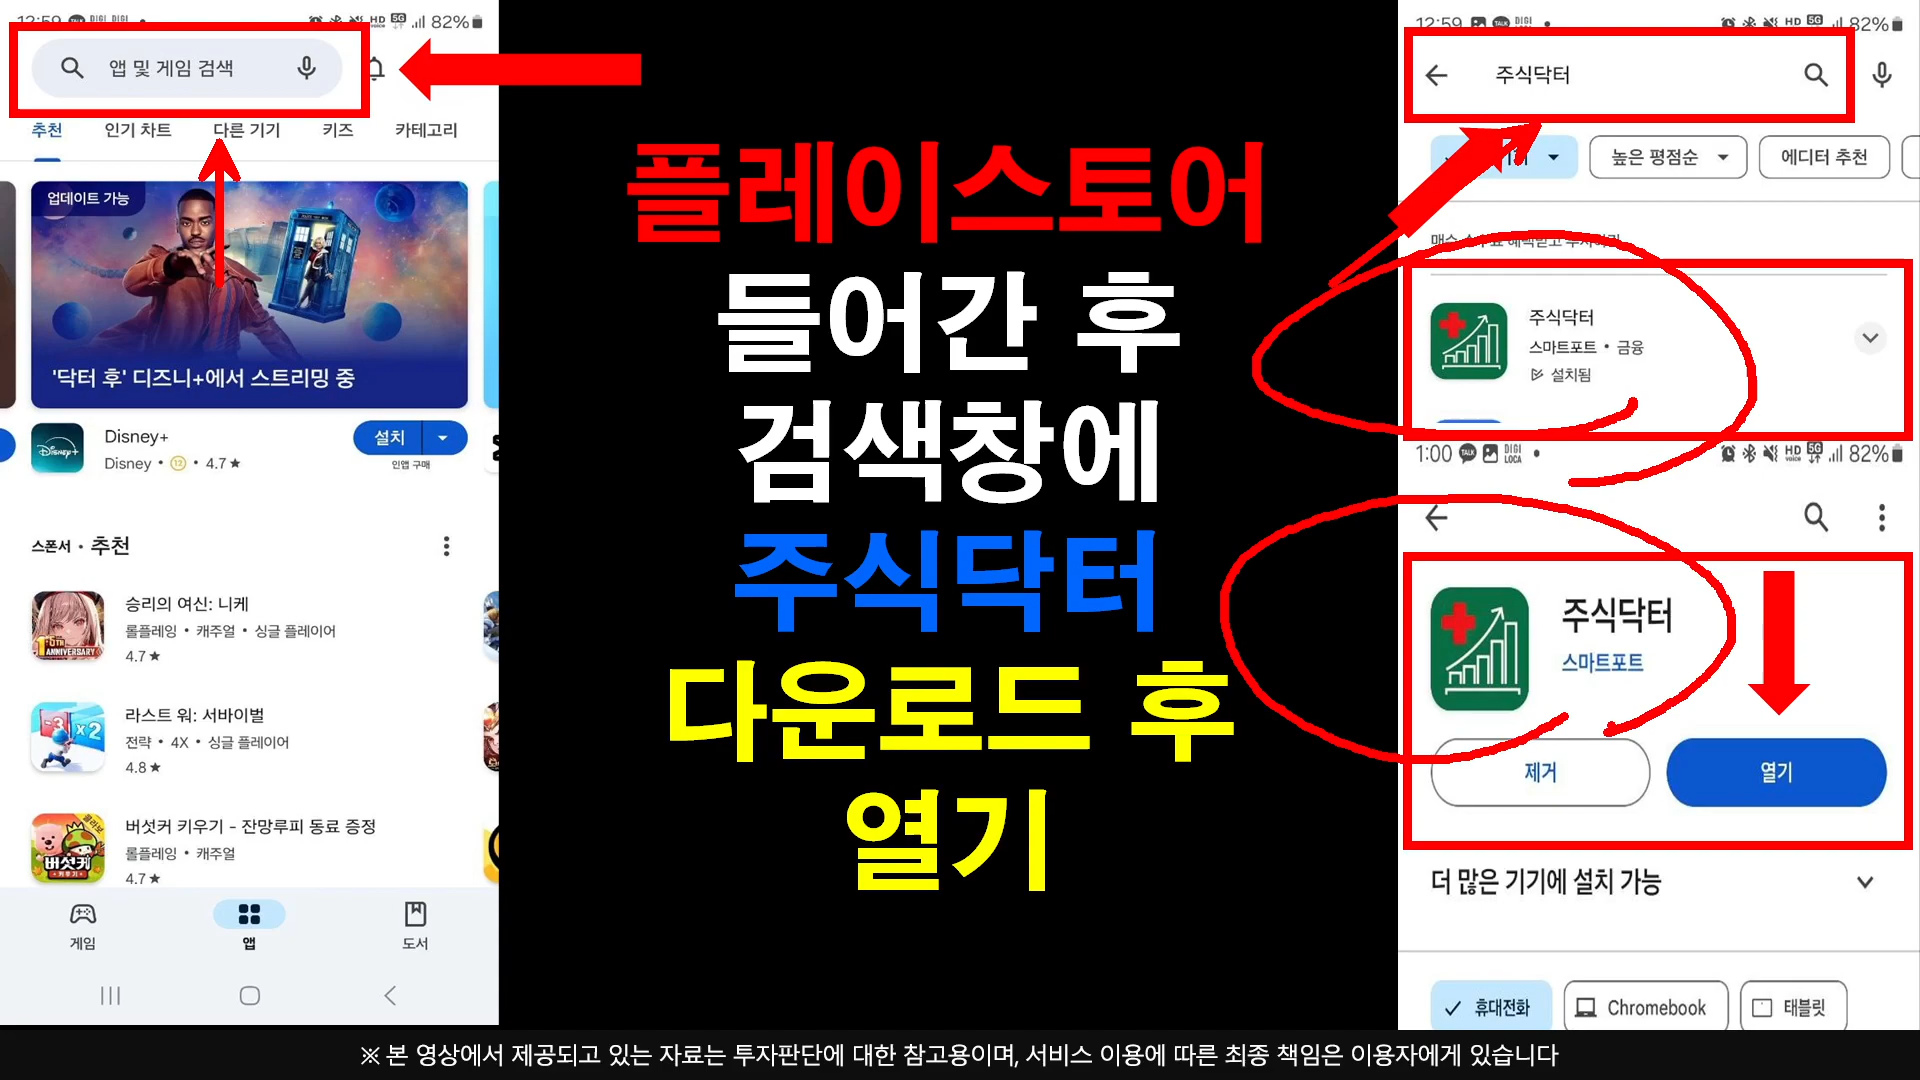 12:59
82%
앱 및 게임 검색
추천 인기 차트 다른 기기 키즈 카테고리
업데이트 가능
'닥터 후' 디즈니+에서 스트리밍 중
Disney+
Disney • 12 • 4.7★
설치
인앱 구매
스폰서 • 추천
승리의 여신: 니케
롤플레잉 • 캐주얼 • 싱글 플레이어
4.7★
라스트 워: 서바이벌
전략 • 4X • 싱글 플레이어
4.8★
버섯커 키우기 - 잔망루피 동료 증정
롤플레잉 • 캐주얼
4.7★
게임 앱 도서
플레이스토어
들어간 후
검색창에
주식닥터
다운로드 후
열기
12:59
82%
주식닥터
높은 평점순 에디터 추천
주식닥터
스마트포트 • 금융
설치됨
1:00 TALK DIGI LOCA HD voice 5G 82%
주식닥터
스마트포트
제거 열기
더 많은 기기에 설치 가능
휴대전화 Chromebook 태블릿
※ 본 영상에서 제공되고 있는 자료는 투자판단에 대한 참고용이며, 서비스 이용에 따른 최종 책임은 이용자에게 있습니다